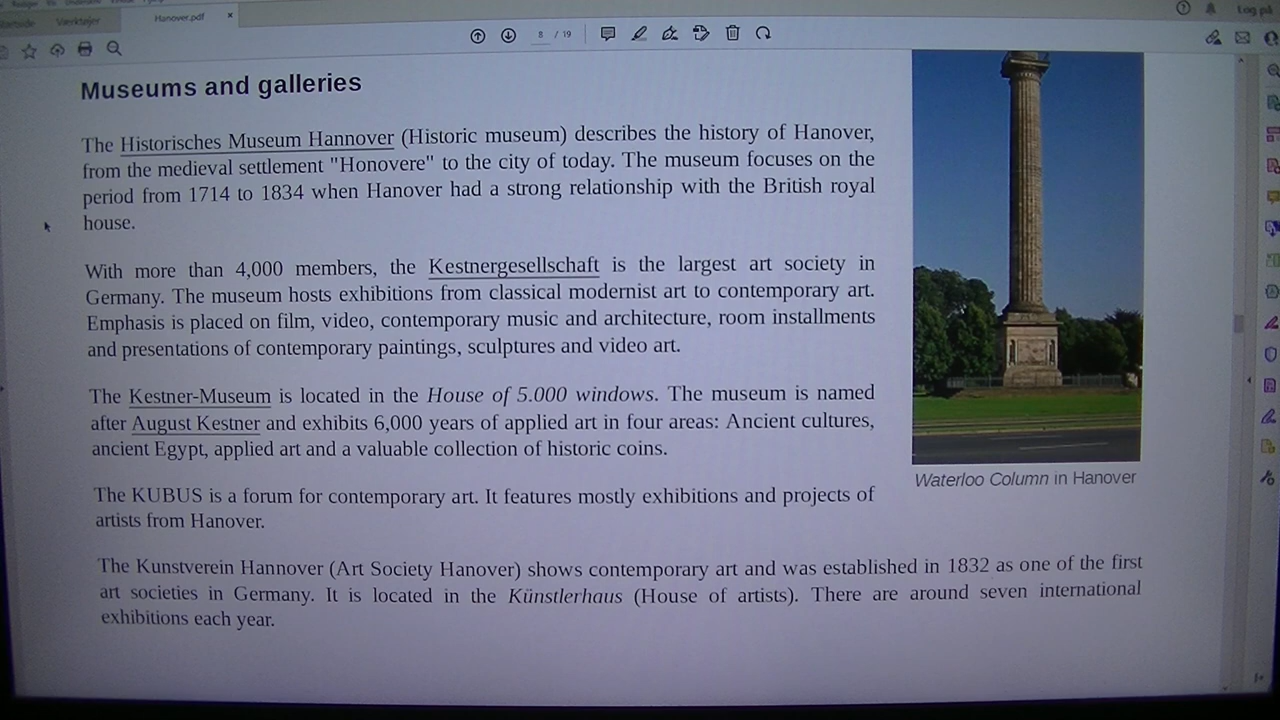 Værktøjer
Hanover.pdf
×
Log på
8 / 19
Museums and galleries
The Historisches Museum Hannover (Historic museum) describes the history of Hanover,
from the medieval settlement "Honovere" to the city of today. The museum focuses on the
period from 1714 to 1834 when Hanover had a strong relationship with the British royal
house.
With more than 4,000 members, the Kestnergesellschaft is the largest art society in
Germany. The museum hosts exhibitions from classical modernist art to contemporary art.
Emphasis is placed on film, video, contemporary music and architecture, room installments
and presentations of contemporary paintings, sculptures and video art.
The Kestner-Museum is located in the House of 5.000 windows. The museum is named
after August Kestner and exhibits 6,000 years of applied art in four areas: Ancient cultures,
ancient Egypt, applied art and a valuable collection of historic coins.
Waterloo Column in Hanover
The KUBUS is a forum for contemporary art. It features mostly exhibitions and projects of
artists from Hanover.
The Kunstverein Hannover (Art Society Hanover) shows contemporary art and was established in 1832 as one of the first
art societies in Germany. It is located in the Künstlerhaus (House of artists). There are around seven international
exhibitions each year.